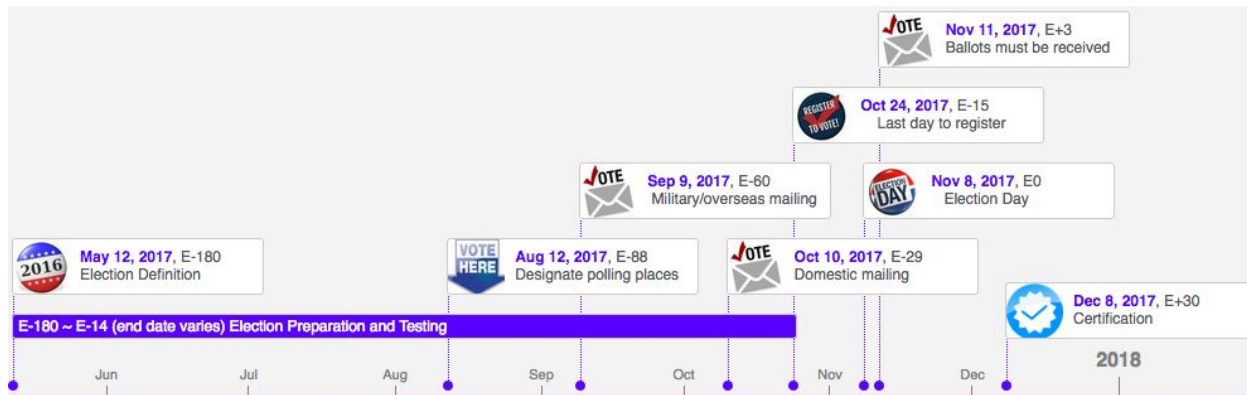 VOTE
Nov 11, 2017, E+3
Ballots must be received
REGISTER
TO VOTE!
Oct 24, 2017, E-15
Last day to register
VOTE
Sep 9, 2017, E-60
Military/overseas mailing
ELECTION
DAY
Nov 8, 2017, E0
Election Day
2016
May 12, 2017, E-180
Election Definition
VOTE
HERE
Aug 12, 2017, E-88
Designate polling places
VOTE
Oct 10, 2017, E-29
Domestic mailing
Dec 8, 2017, E+30
Certification
E-180 ~ E-14 (end date varies) Election Preparation and Testing
2018
Jun Jul Aug Sep Oct Nov Dec